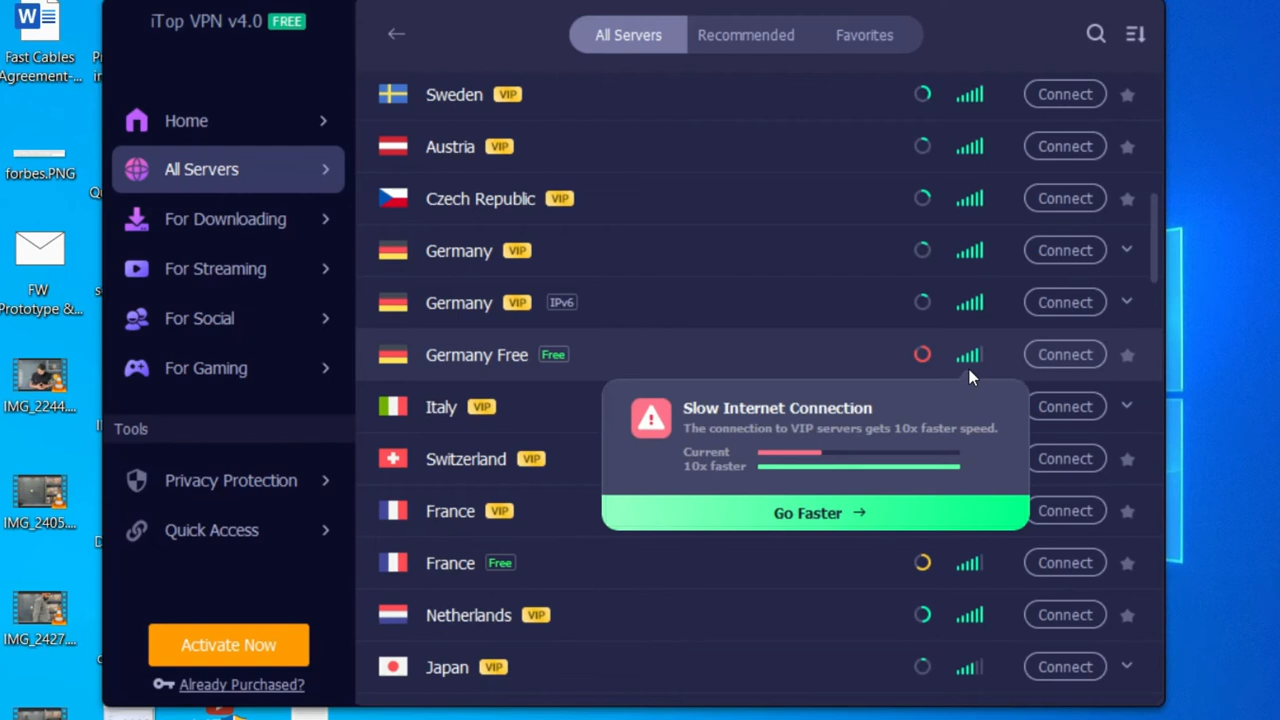 Fast Cables
Agreement-...
forbes.PNG
FW
Prototype &...
IMG_2244....
IMG_2405....
IMG_2427....
iTop VPN v4.0 FREE
Home
All Servers
For Downloading
For Streaming
For Social
For Gaming
Tools
Privacy Protection
Quick Access
Activate Now
Already Purchased?
All Servers Recommended Favorites
Sweden VIP Connect
Austria VIP Connect
Czech Republic VIP Connect
Germany VIP Connect
Germany VIP IPv6 Connect
Germany Free Free Connect
Italy VIP Connect
Slow Internet Connection
The connection to VIP servers gets 10x faster speed.
Current
10x faster
Switzerland VIP Connect
Go Faster →
France VIP Connect
France Free Connect
Netherlands VIP Connect
Japan VIP Connect